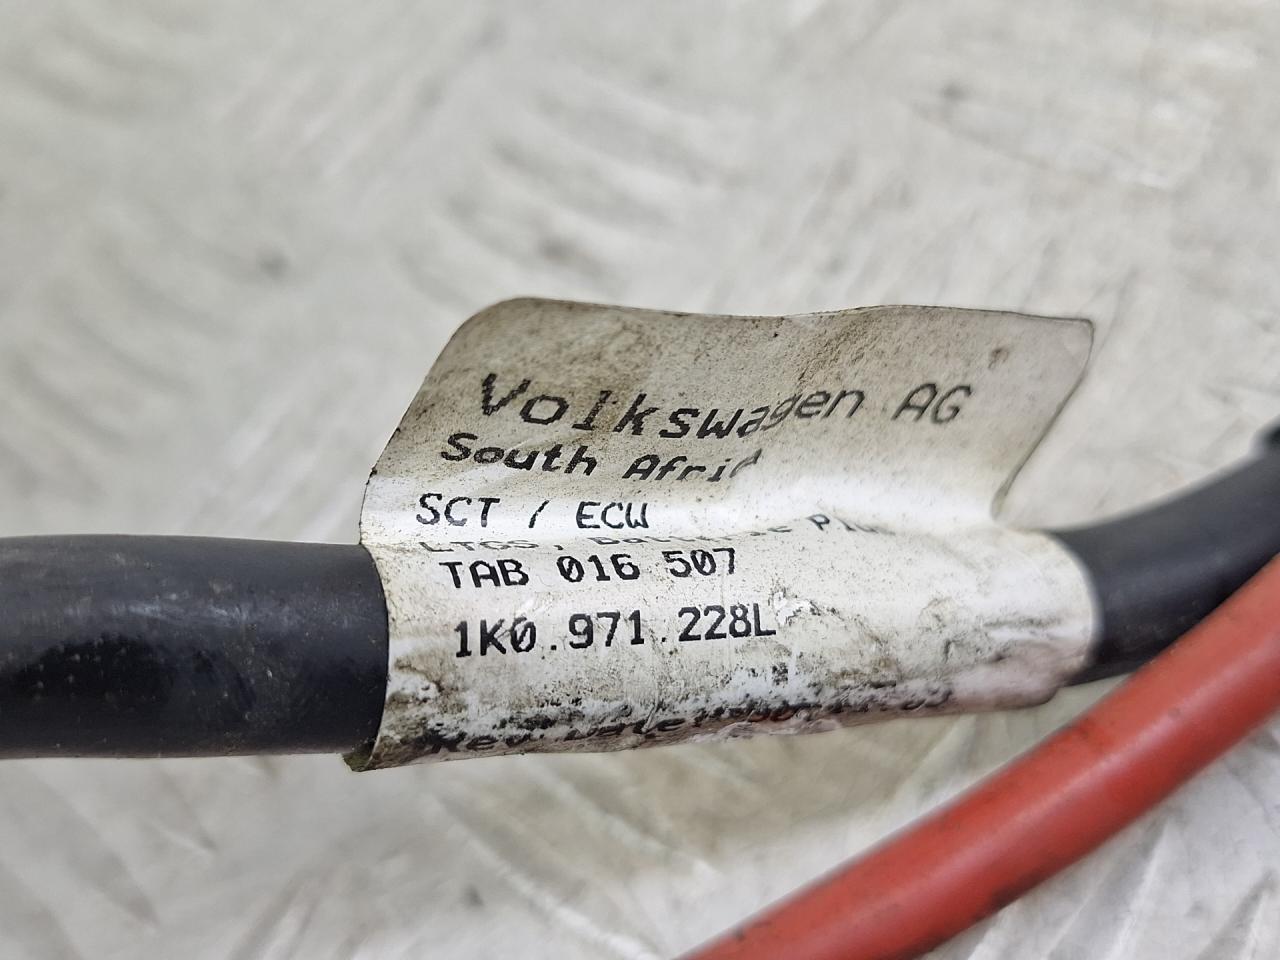 Volkswagen AG
South Afric
SCT / ECW
TAB 016 507
1K0.971.228L